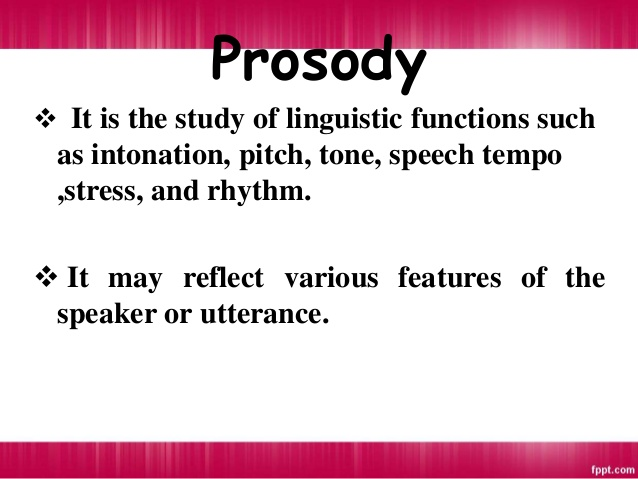 Prosody
❖ It is the study of linguistic functions such
as intonation, pitch, tone, speech tempo
,stress, and rhythm.
❖ It may reflect various features of the
speaker or utterance.
fppt.com